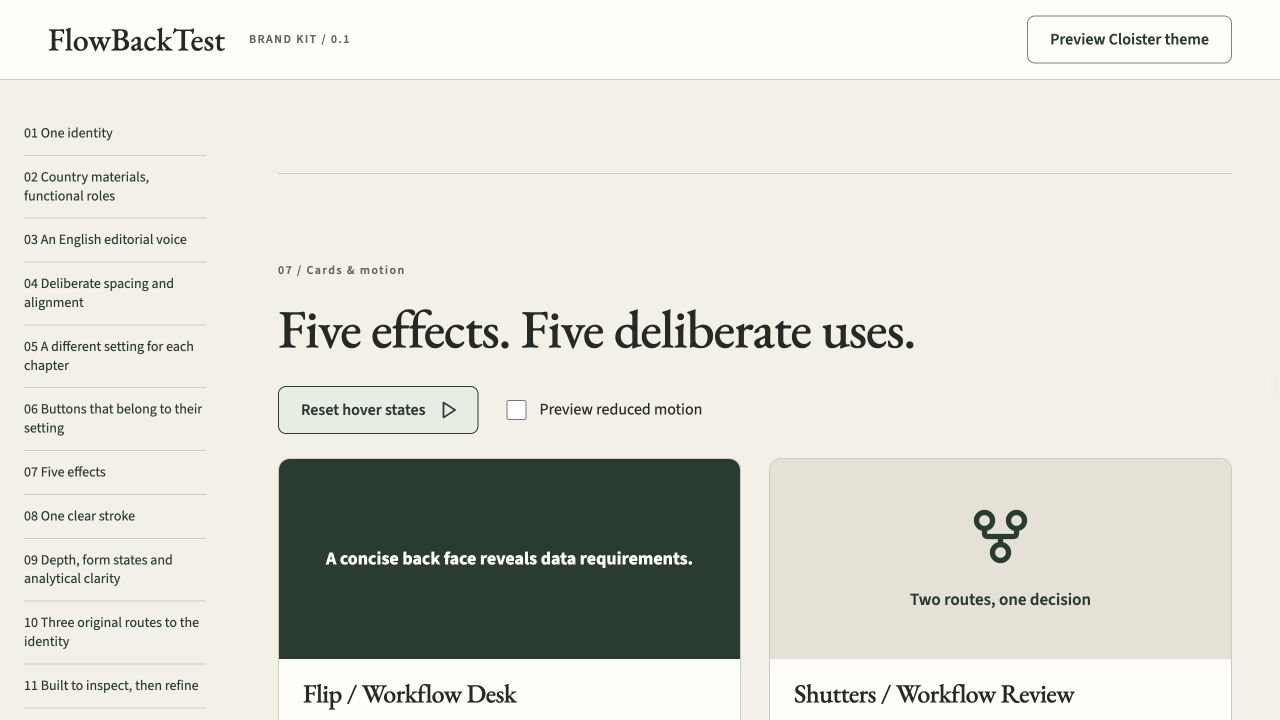 FlowBackTest
BRAND KIT / 0.1
Preview Cloister theme
01 One identity
02 Country materials,
functional roles
03 An English editorial voice
04 Deliberate spacing and
alignment
05 A different setting for each
chapter
06 Buttons that belong to their
setting
07 Five effects
08 One clear stroke
09 Depth, form states and
analytical clarity
10 Three original routes to the
identity
11 Built to inspect, then refine
07 / Cards & motion
Five effects. Five deliberate uses.
Reset hover states
Preview reduced motion
A concise back face reveals data requirements.
Flip / Workflow Desk
Two routes, one decision
Shutters / Workflow Review